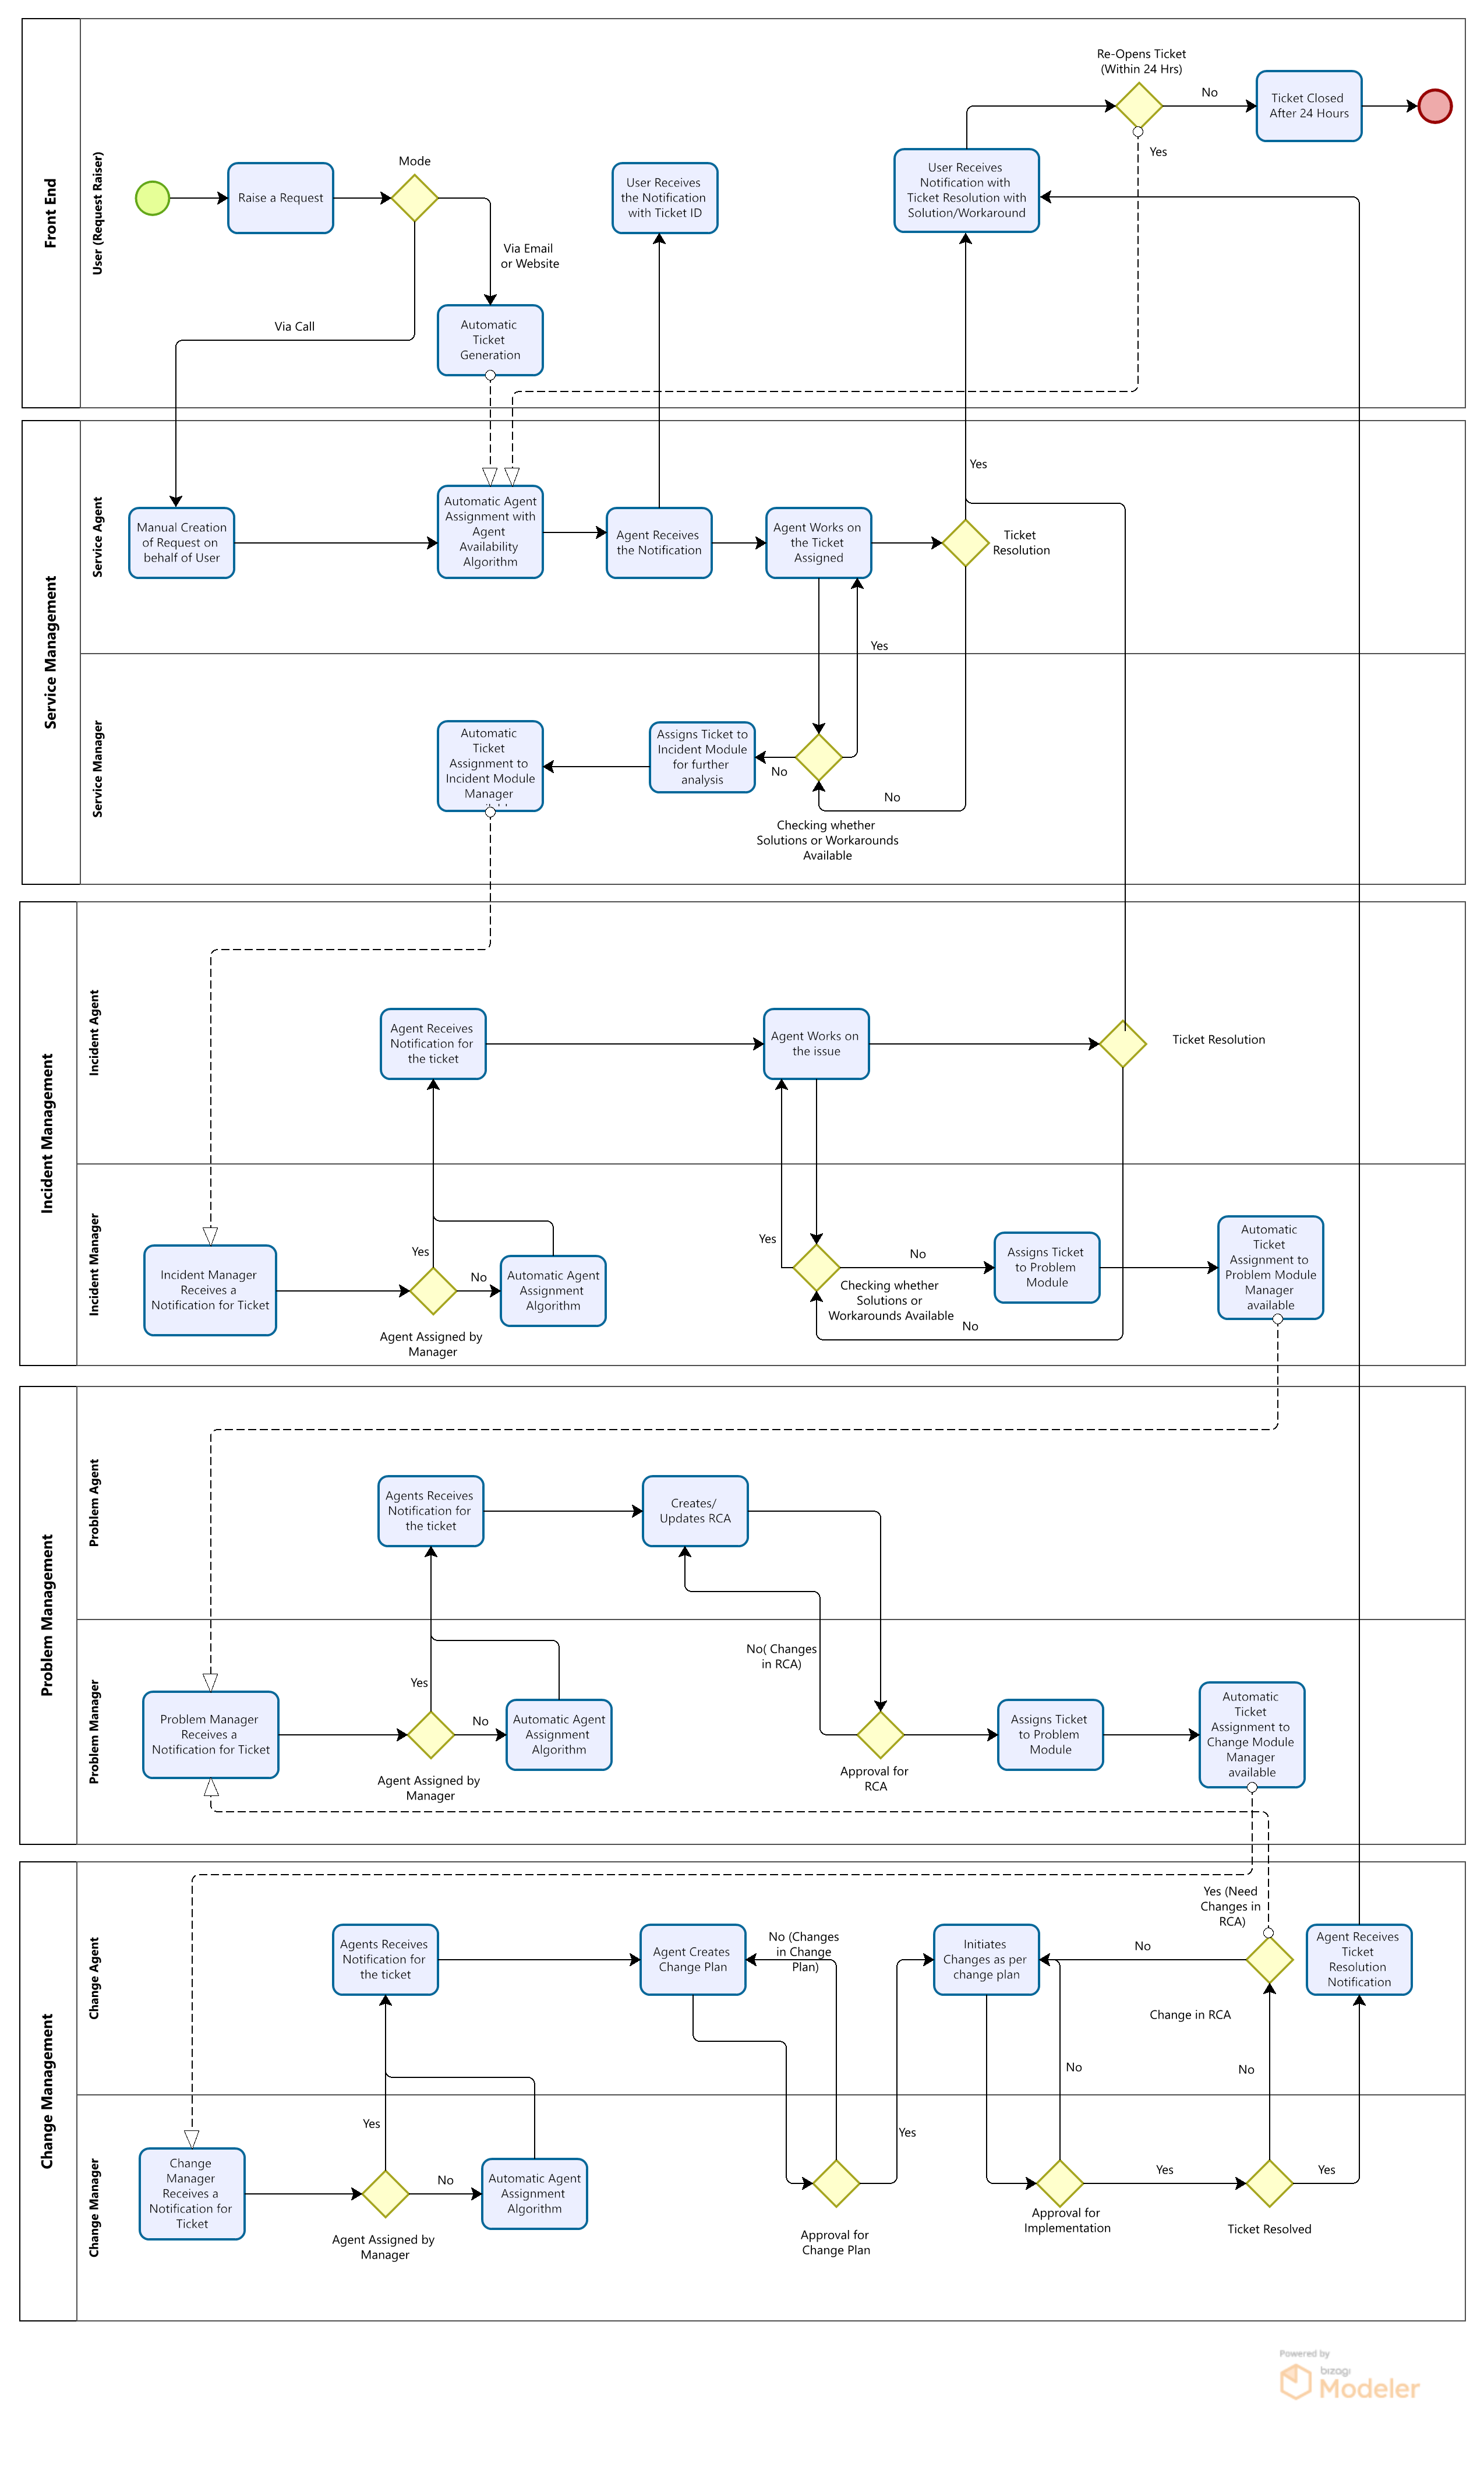 Front End
User (Request Raiser)
Re-Opens Ticket
(Within 24 Hrs)
No
Ticket Closed
After 24 Hours
Yes
Mode
Raise a Request
User Receives
the Notification
with Ticket ID
User Receives
Notification with
Ticket Resolution with
Solution/Workaround
Via Email
or Website
Via Call
Automatic
Ticket
Generation
Service Management
Service Agent
Yes
Manual Creation
of Request on
behalf of User
Automatic Agent
Assignment with
Agent
Availability
Algorithm
Agent Receives
the Notification
Agent Works on
the Ticket
Assigned
Ticket
Resolution
Yes
Service Manager
Automatic
Ticket
Assignment to
Incident Module
Manager
Assigns Ticket to
Incident Module
for further
analysis
No
No
Checking whether
Solutions or Workarounds
Available
Incident Management
Incident Agent
Agent Receives
Notification for
the ticket
Agent Works on
the issue
Ticket Resolution
Incident Manager
Incident Manager
Receives a
Notification for Ticket
Yes
No
Automatic Agent
Assignment
Algorithm
Agent Assigned by
Manager
Yes
No
Checking whether
Solutions or
Workarounds Available
No
Assigns Ticket
to Problem
Module
Automatic
Ticket
Assignment to
Problem Module
Manager
available
Problem Management
Problem Agent
Agents Receives
Notification for
the ticket
Creates/
Updates RCA
Problem Manager
No( Changes
in RCA)
Problem Manager
Receives a
Notification for Ticket
Yes
No
Automatic Agent
Assignment
Algorithm
Agent Assigned by
Manager
Approval for
RCA
Assigns Ticket
to Problem
Module
Automatic
Ticket
Assignment to
Change Module
Manager
available
Change Management
Change Agent
Agents Receives
Notification for
the ticket
Agent Creates
Change Plan
No (Changes
in Change
Plan)
Initiates
Changes as per
change plan
No
Yes (Need
Changes in
RCA)
Agent Receives
Ticket
Resolution
Notification
Change in RCA
No
No
Change Manager
Change
Manager
Receives a
Notification for
Ticket
Yes
No
Automatic Agent
Assignment
Algorithm
Agent Assigned by
Manager
Yes
Approval for
Change Plan
Approval for
Implementation
Yes
Ticket Resolved
Yes
Powered by
bizagi
Modeler